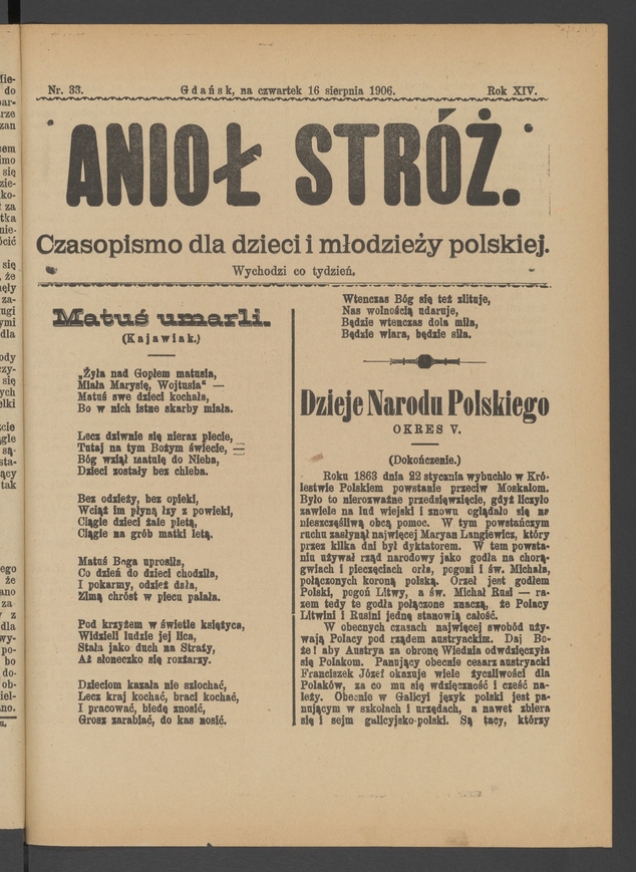 Nr. 33. Gdańsk, na czwartek 16 sierpnia 1906. Rok XIV.
ANIOŁ STRÓŻ.
Czasopismo dla dzieci i młodzieży polskiej.
Wychodzi co tydzień.
Matuś umarli.
(Kujawiak.)
„Żyła nad Gopłem matusia,
Miała Marysię, Wojtusia" —
Matuś swe dzieci kochała,
Bo w nich istne skarby miała.
Lecz dziwnie się nieraz plecie,
Tutaj na tym Bożym świecie, —
Bóg wziął matulę do Nieba,
Dzieci zostały bez chleba.
Bez odzieży, bez opieki,
Wciąż im płyną łzy z powieki,
Ciągle dzieci żale pletą,
Ciągle na grób matki letą.
Matuś Boga uprosiła,
Co dzień do dzieci chodziła,
I pokarmy, odzież dała,
Zimą chróst w piecu palała.
Pod krzyżem w świetle księżyca,
Widzieli ludzie jej lica,
Stała jako duch na Straty,
Aż słoneczko się rozżarzy.
Dzieciom kazała nie szlochać,
Lecz kraj kochać, braci kochać,
I pracować, biedę znosić,
Grosz zarabiać, do kas nosić.
Wtenczas Bóg się też zlituje,
Nas wolnością udaruje,
Będzie wtenczas dola miła,
Będzie wiara, będzie siła.
Dzieje Narodu Polskiego
OKRES V.
(Dokończenie.)
Roku 1863 dnia 22 stycznia wybuchło w Kró-
lestwie Polskiem powstanie przeciw Moskalom.
Było to nierozważne przedsięwzięcie, gdyż liczyło
zawiele na lud wiejski i znowu oglądało się na
nieszczęśliwą obcą pomoc. W tym powstańczym
ruchu zasłynął najwięcej Maryan Langiewicz, który
przez kilka dni był dyktatorem. W tem powsta-
niu używał rząd narodowy jako godła na chorą-
gwiach i pieczęciach orła, pogoni i św. Michała,
połączonych koroną polską. Orzeł jest godłem
Polski, pogoń Litwy, a św. Michał Rusi — ra-
zem tedy te godła połączone znaczą, że Polacy
Litwini i Rusini jedną stanowią całość.
W obecnych czasach najwięcej swobód uży-
wają Polacy pod rządem austryackim. Daj Bo-
że! aby Austrya za obronę Wiednia odwdzięczyła
się Polakom. Panujący obecnie cesarz austryacki
Franciszek Józef okazuje wiele życzliwości dla
Polaków, za co mu się wdzięczność i cześć na-
leży. Obecnie w Galicyi język polski jest pa-
nującym w szkołach i urzędach, a nawet zbiera
się i sejm galicyjsko-polski. Są tacy, którzy